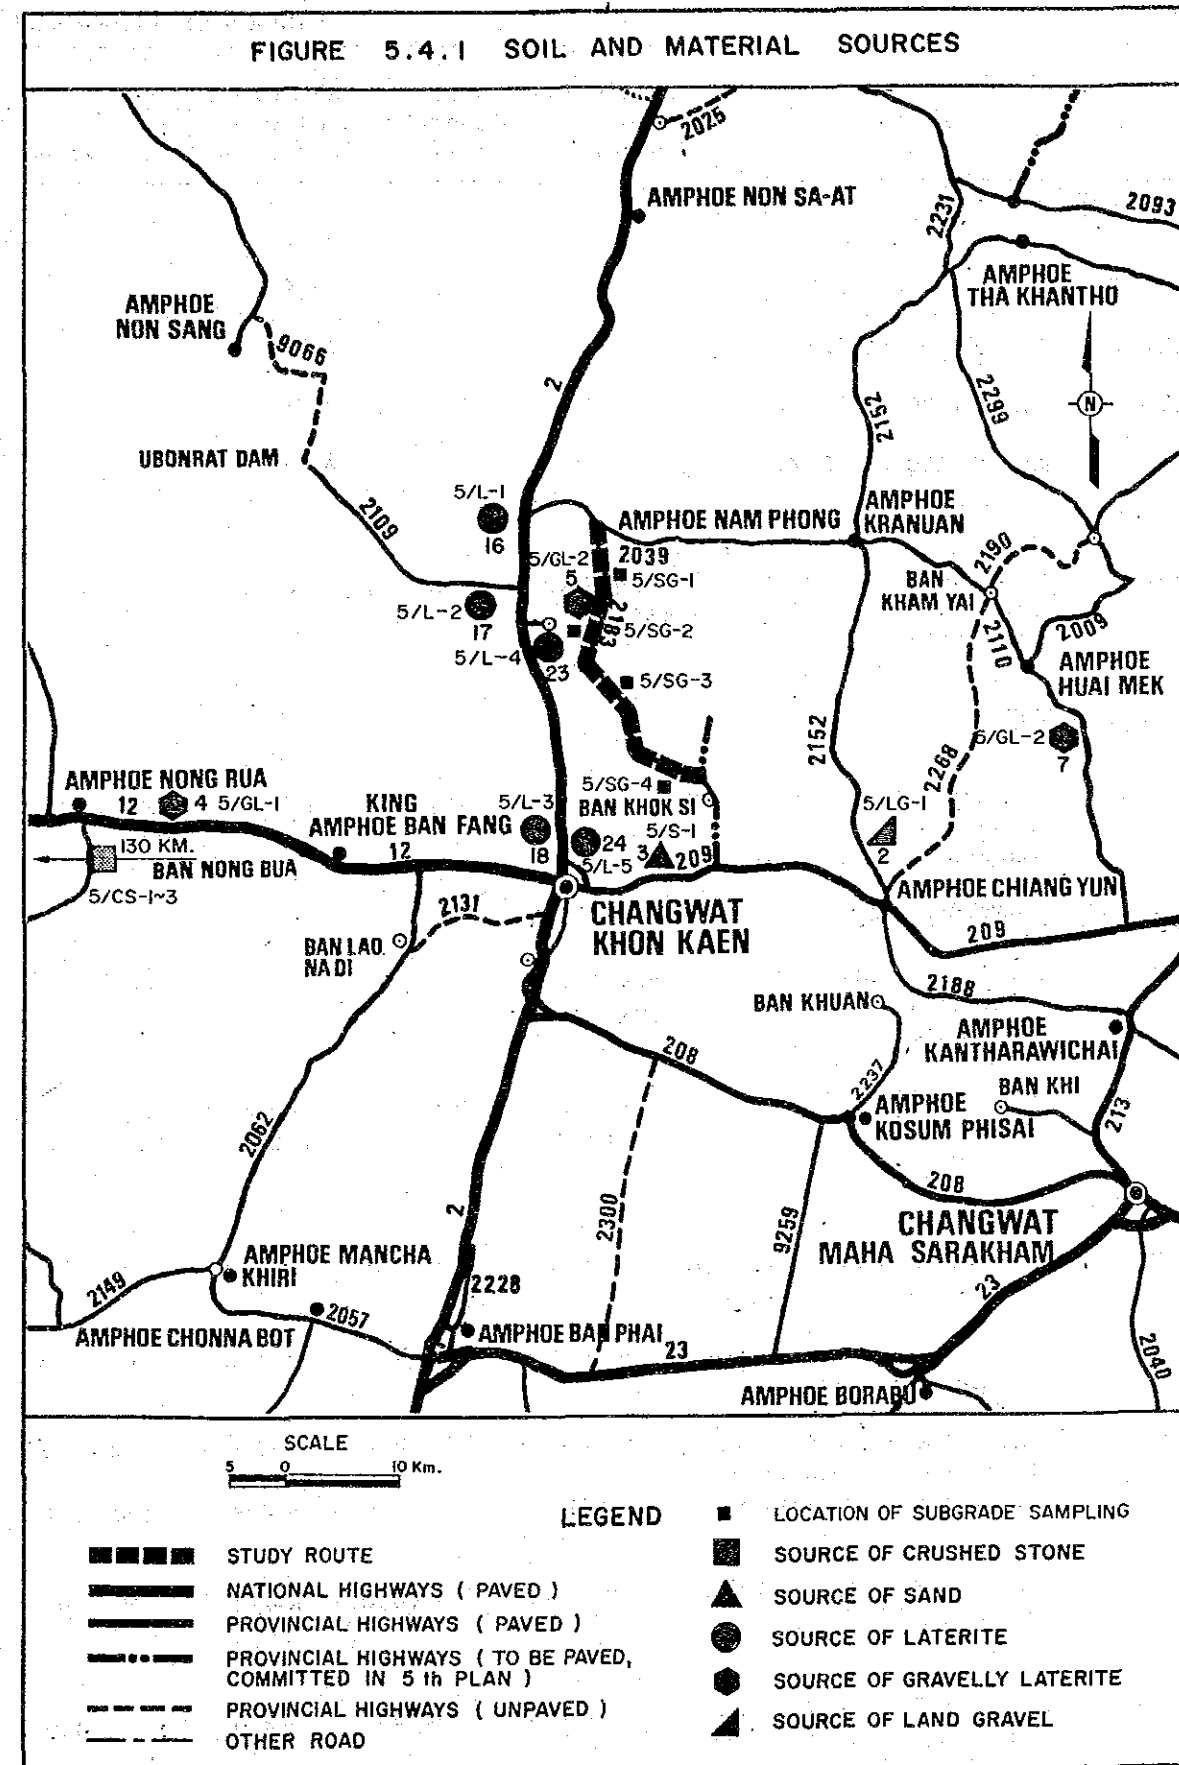 FIGURE 5.4.1 SOIL AND MATERIAL SOURCES
2025
AMPHOE NON SA-AT
2231
2093
AMPHOE
THA KHANTHO
AMPHOE
NON SANG
9066
2
2299
N
2152
UBONRAT DAM
2109
5/L-1
16
AMPHOE NAM PHONG
AMPHOE
KRANUAN
5/GL-2
5
2039
5/SG-1
2190
BAN
KHAM YAI
5/L-2
17
2183
5/SG-2
2110
2009
5/L-4
23
5/SG-3
AMPHOE
HUAI MEK
2152
2268
5/GL-2
7
AMPHOE NONG RUA
12
4 5/GL-1
KING
AMPHOE BAN FANG
12
5/L-3
18
5/SG-4
BAN KHOK SI
5/S-1
3
24
5/L-5
209
5/LG-1
2
130 KM.
BAN NONG BUA
5/CS-1~3
AMPHOE CHIANG YUN
2131
CHANGWAT
KHON KAEN
209
BAN LAO
NA DI
2188
BAN KHUAN
AMPHOE
KANTHARAWICHAI
208
2237
BAN KHI
AMPHOE
KOSUM PHISAI
213
2062
208
2
2300
9259
CHANGWAT
MAHA SARAKHAM
AMPHOE MANCHA
KHIRI
2149
2228
23
2057
AMPHOE CHONNABOT
AMPHOE BAN PHAI
23
2040
AMPHOE BORABU
SCALE
5 0 10 Km.
LEGEND
STUDY ROUTE
NATIONAL HIGHWAYS ( PAVED )
PROVINCIAL HIGHWAYS ( PAVED )
PROVINCIAL HIGHWAYS ( TO BE PAVED,
COMMITTED IN 5 th PLAN )
PROVINCIAL HIGHWAYS ( UNPAVED )
OTHER ROAD
LOCATION OF SUBGRADE SAMPLING
SOURCE OF CRUSHED STONE
SOURCE OF SAND
SOURCE OF LATERITE
SOURCE OF GRAVELLY LATERITE
SOURCE OF LAND GRAVEL